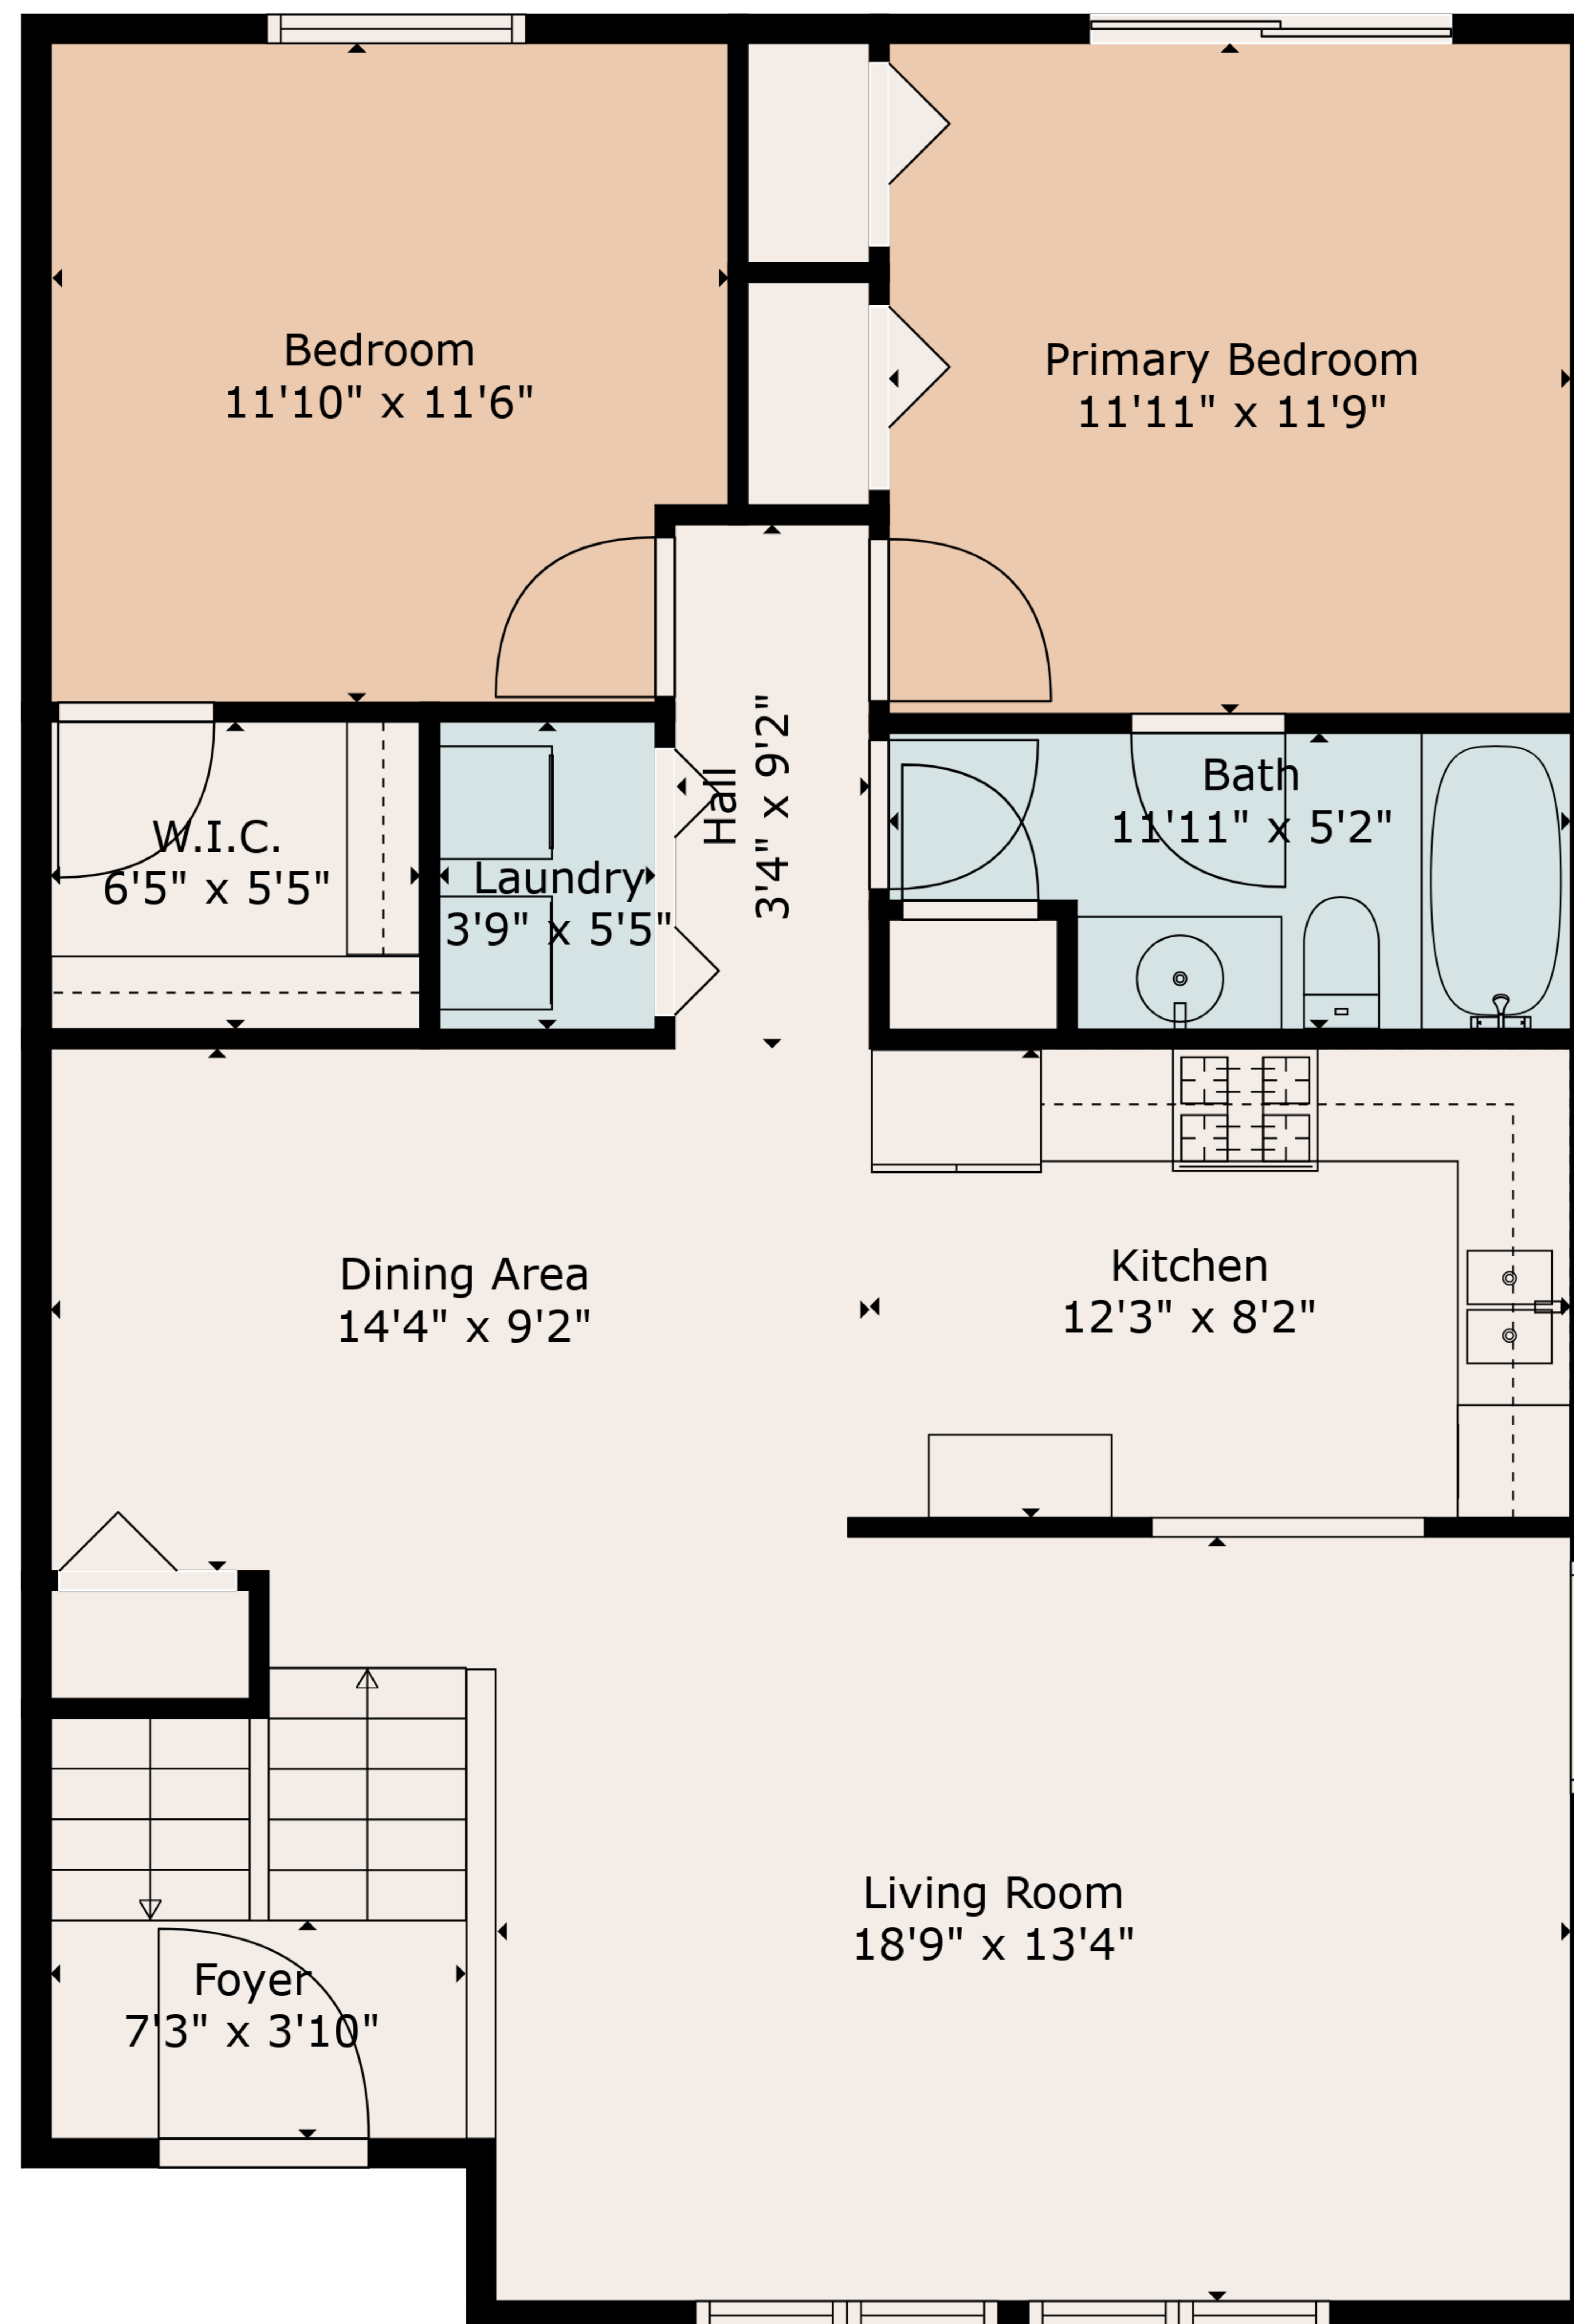 Bedroom
11'10" x 11'6"
Primary Bedroom
11'11" x 11'9"
Hall
3'4" x 9'2"
Bath
11'11" x 5'2"
W.I.C.
6'5" x 5'5"
Laundry
3'9" x 5'5"
Dining Area
14'4" x 9'2"
Kitchen
12'3" x 8'2"
Living Room
18'9" x 13'4"
Foyer
7'3" x 3'10"